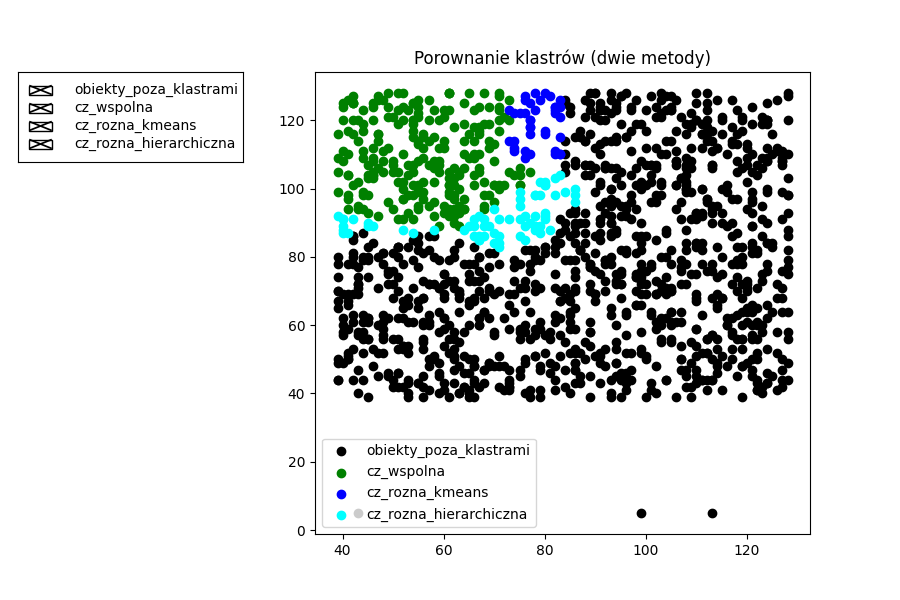 Porownanie klastrów (dwie metody)
obiekty_poza_klastrami
cz_wspolna
cz_rozna_kmeans
cz_rozna_hierarchiczna
120
100
80
60
40
20
0
obiekty_poza_klastrami
cz_wspolna
cz_rozna_kmeans
cz_rozna_hierarchiczna
40 60 80 100 120